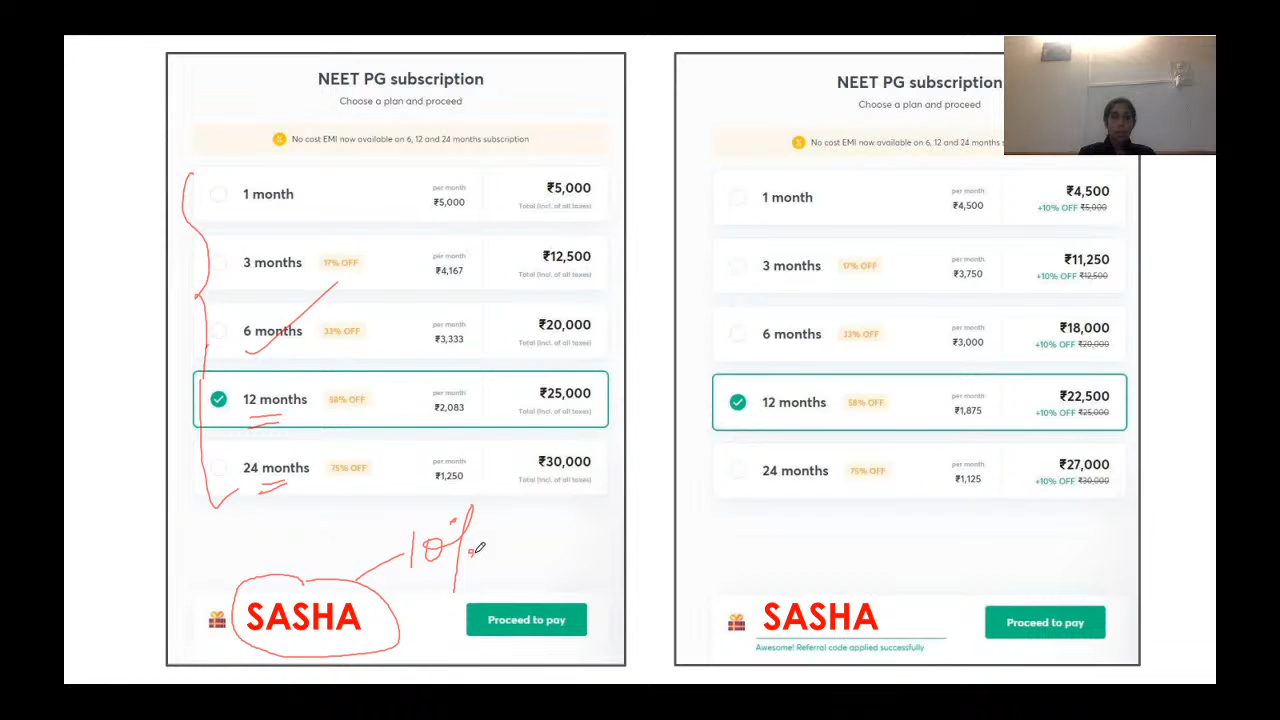 NEET PG subscription
Choose a plan and proceed
No cost EMI now available on 6, 12 and 24 months subscription
1 month
per month
₹5,000
₹5,000
Total (Incl. of all taxes)
3 months
17% OFF
per month
₹4,167
₹12,500
Total (Incl. of all taxes)
6 months
33% OFF
per month
₹3,333
₹20,000
Total (Incl. of all taxes)
12 months
58% OFF
per month
₹2,083
₹25,000
Total (Incl. of all taxes)
24 months
75% OFF
per month
₹1,250
₹30,000
Total (Incl. of all taxes)
10%
SASHA
Proceed to pay
NEET PG subscription
Choose a plan and proceed
No cost EMI now available on 6, 12 and 24 months
1 month
per month
₹4,500
₹4,500
+10% OFF ₹5,000
3 months
17% OFF
per month
₹3,750
₹11,250
+10% OFF ₹12,500
6 months
33% OFF
per month
₹3,000
₹18,000
+10% OFF ₹20,000
12 months
58% OFF
per month
₹1,875
₹22,500
+10% OFF ₹25,000
24 months
75% OFF
per month
₹1,125
₹27,000
+10% OFF ₹30,000
SASHA
Proceed to pay
Awesome! Referral code applied successfully